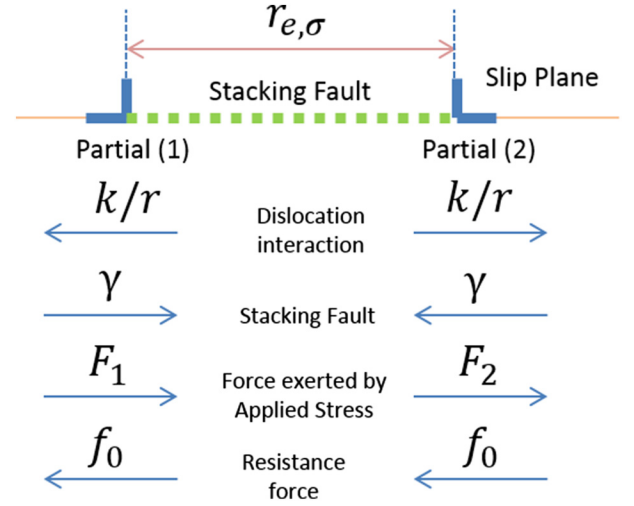 r_{e,σ}
Slip Plane
Stacking Fault
Partial (1) Partial (2)
k/r k/r
Dislocation
interaction
γ γ
Stacking Fault
F_1 F_2
Force exerted by
Applied Stress
f_0 f_0
Resistance
force